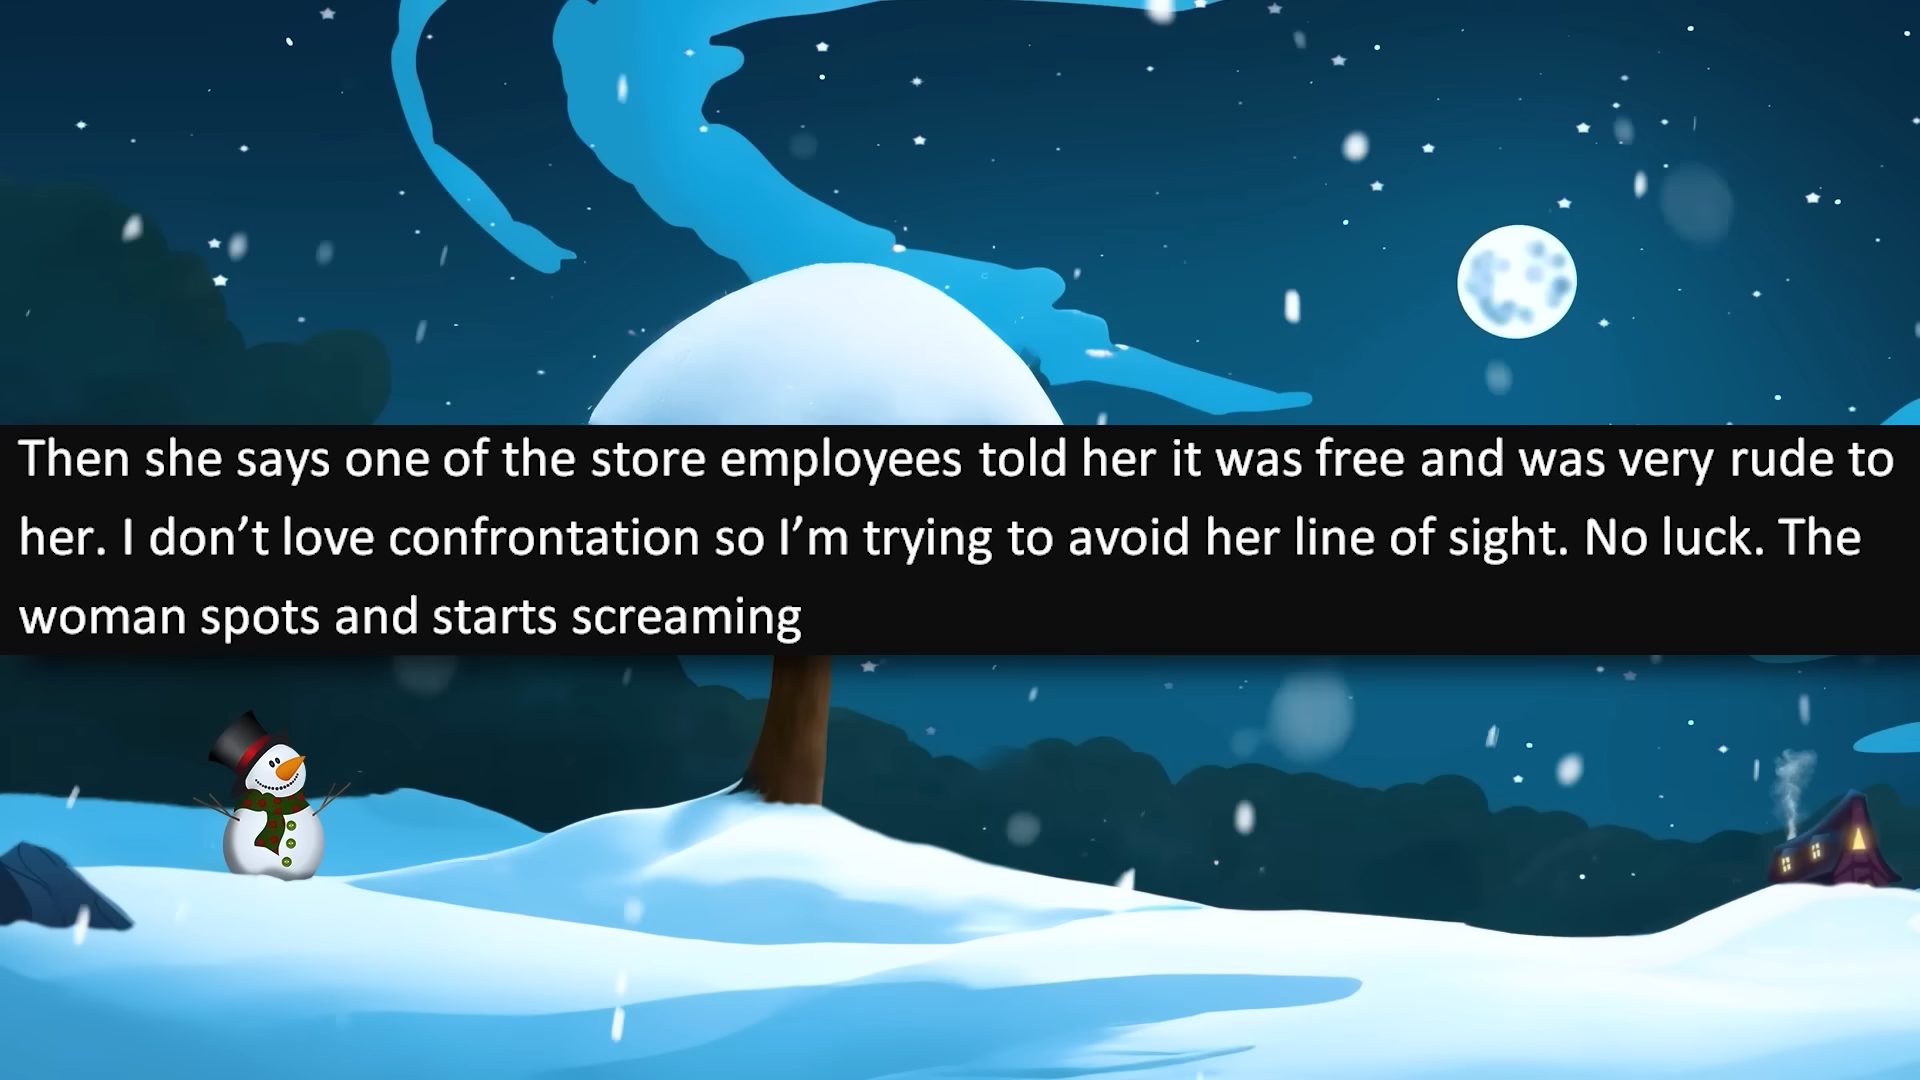 Then she says one of the store employees told her it was free and was very rude to
her. I don’t love confrontation so I’m trying to avoid her line of sight. No luck. The
woman spots and starts screaming